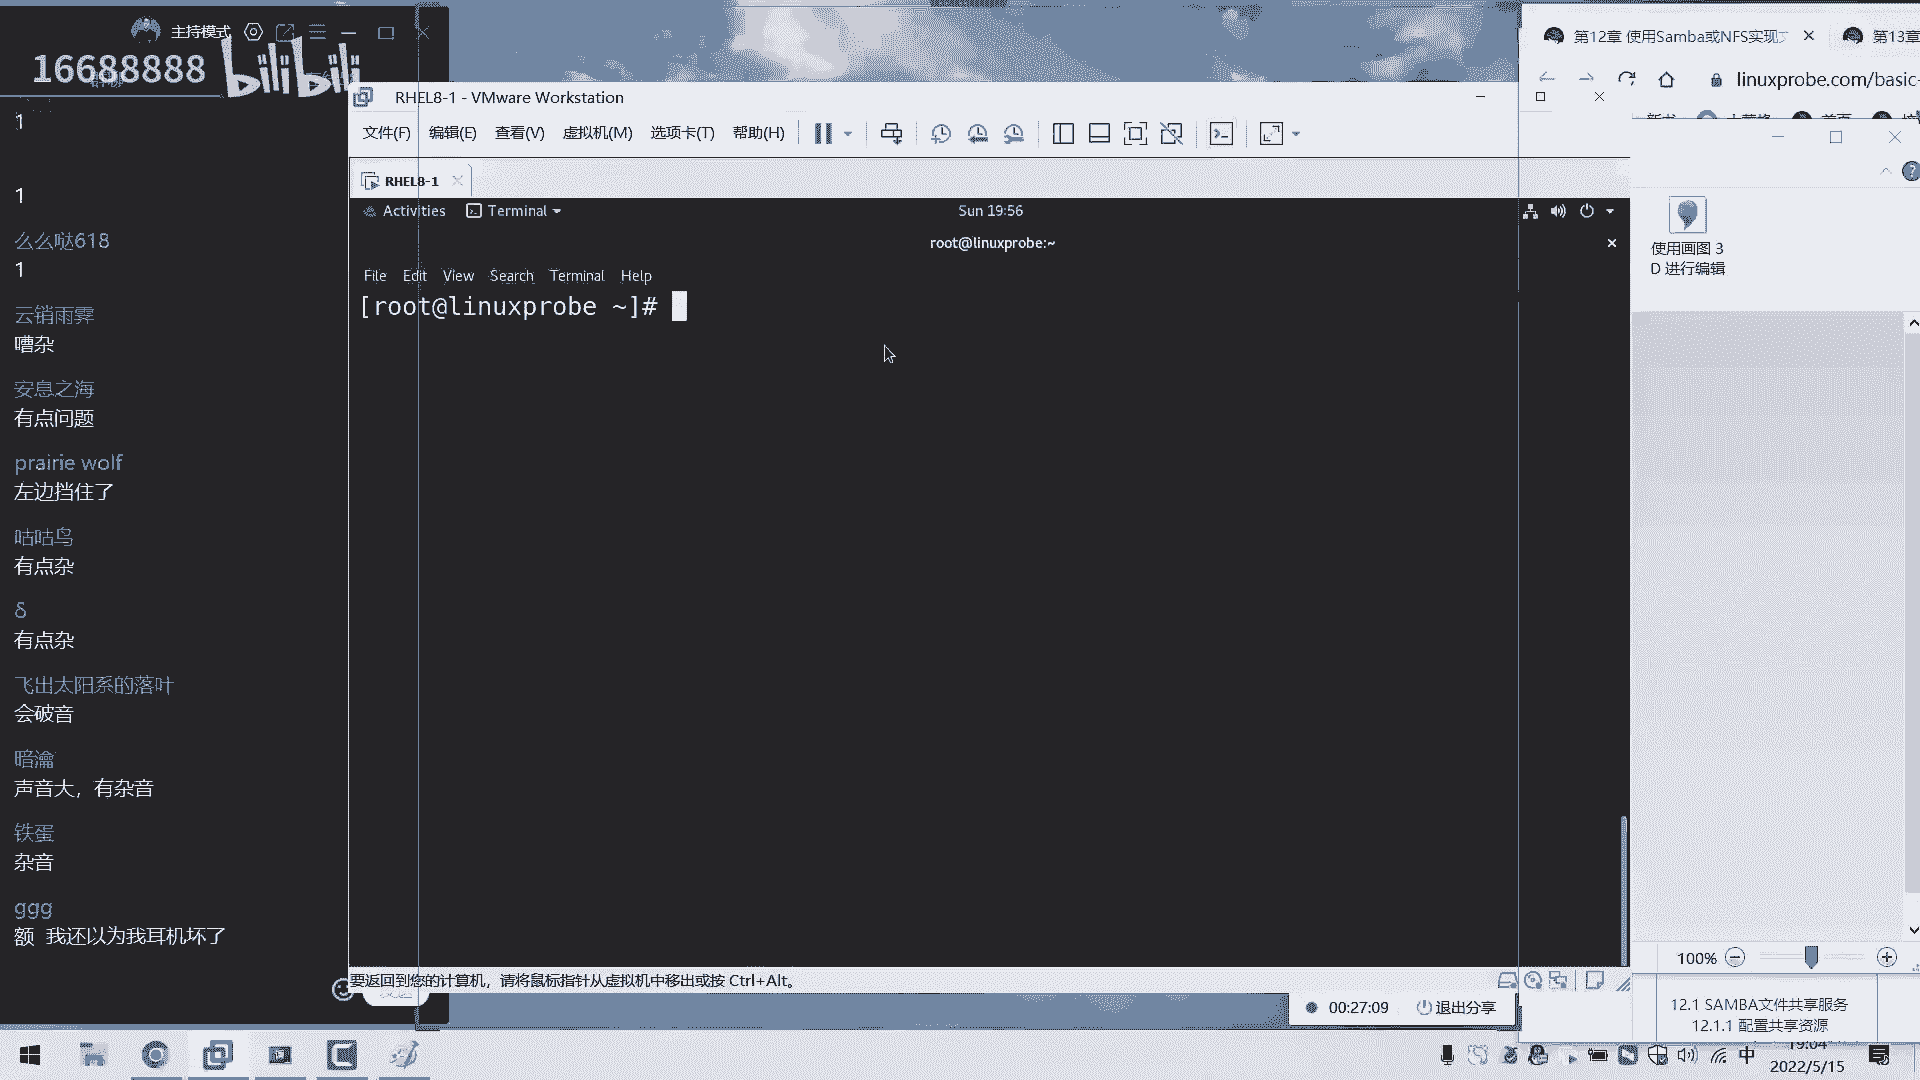 主持模式
16688888 bilibili
1
1
么么哒618
1
云销雨霁
嘈杂
安息之海
有点问题
prairie wolf
左边挡住了
咕咕鸟
有点杂
δ
有点杂
飞出太阳系的落叶
会破音
暗瀹
声音大，有杂音
铁蛋
杂音
ggg
额 我还以为我耳机坏了
RHEL8-1 - VMware Workstation
文件(F) 编辑(E) 查看(V) 虚拟机(M) 选项卡(T) 帮助(H)
RHEL8-1
Activities Terminal Sun 19:56
root@linuxprobe:~
File Edit View Search Terminal Help
[root@linuxprobe ~]#
要返回到您的计算机，请将鼠标指针从虚拟机中移出或按 Ctrl+Alt。
00:27:09 退出分享
第12章 使用Samba或NFS实现 第13章
linuxprobe.com/basic-
使用画图 3
D 进行编辑
100%
12.1 SAMBA文件共享服务
12.1.1 配置共享资源
中
19:04
2022/5/15